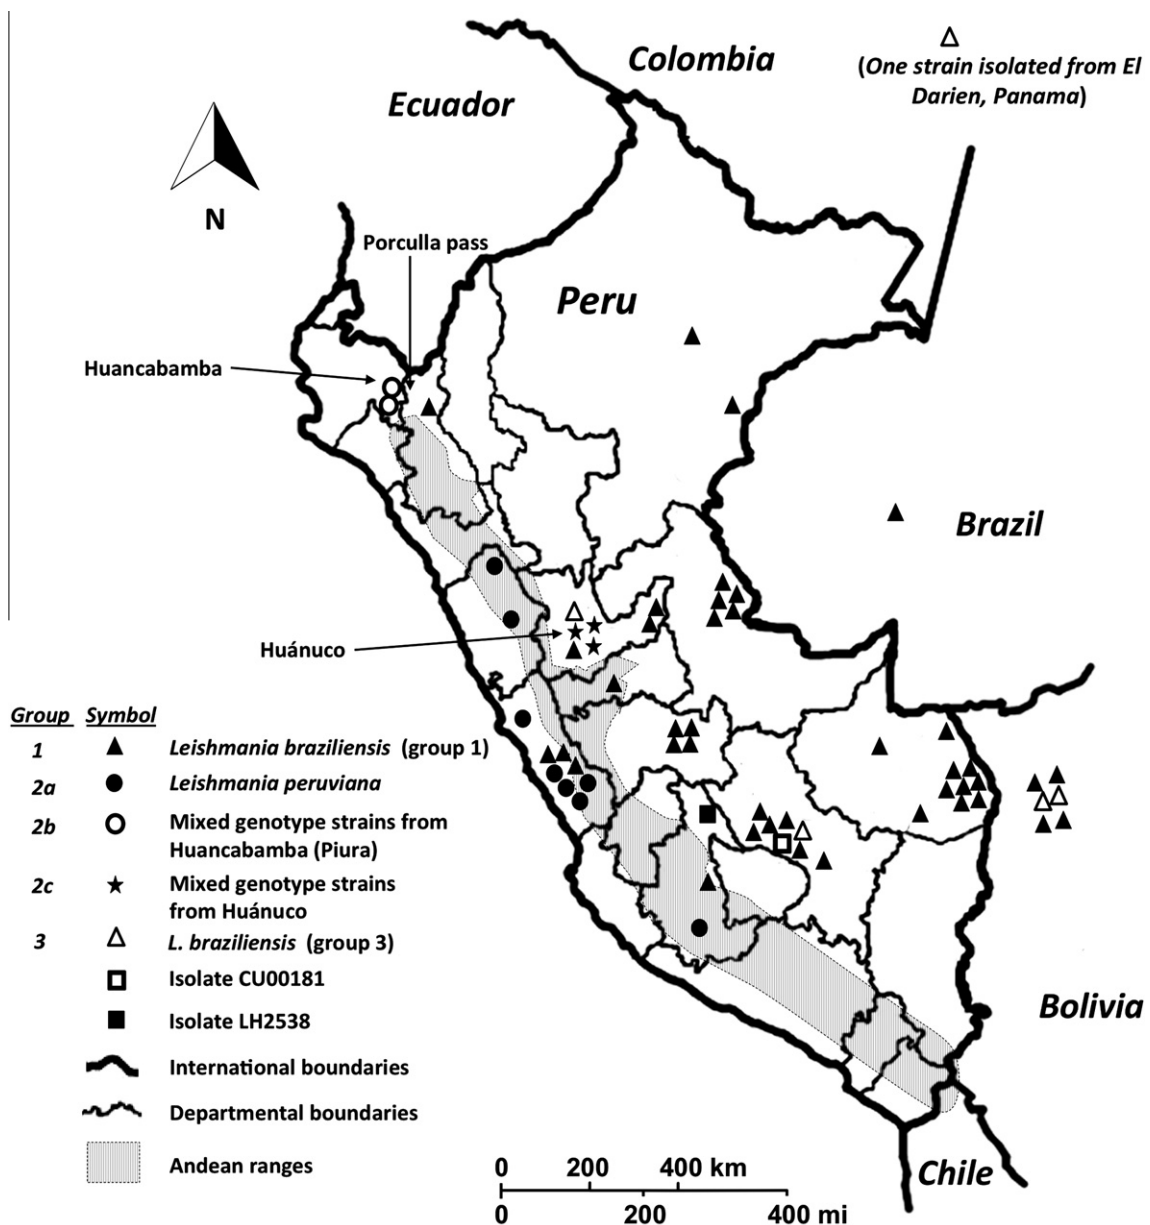 Colombia
(One strain isolated from El
Darien, Panama)
Ecuador
N
Porculla pass
Peru
Huancabamba
Brazil
Huánuco
Group Symbol
1 Leishmania braziliensis (group 1)
2a Leishmania peruviana
2b Mixed genotype strains from
Huancabamba (Piura)
2c Mixed genotype strains
from Huánuco
3 L. braziliensis (group 3)
Isolate CU00181
Isolate LH2538
International boundaries
Departmental boundaries
Andean ranges
Bolivia
Chile
0 200 400 km
0 200 400 mi